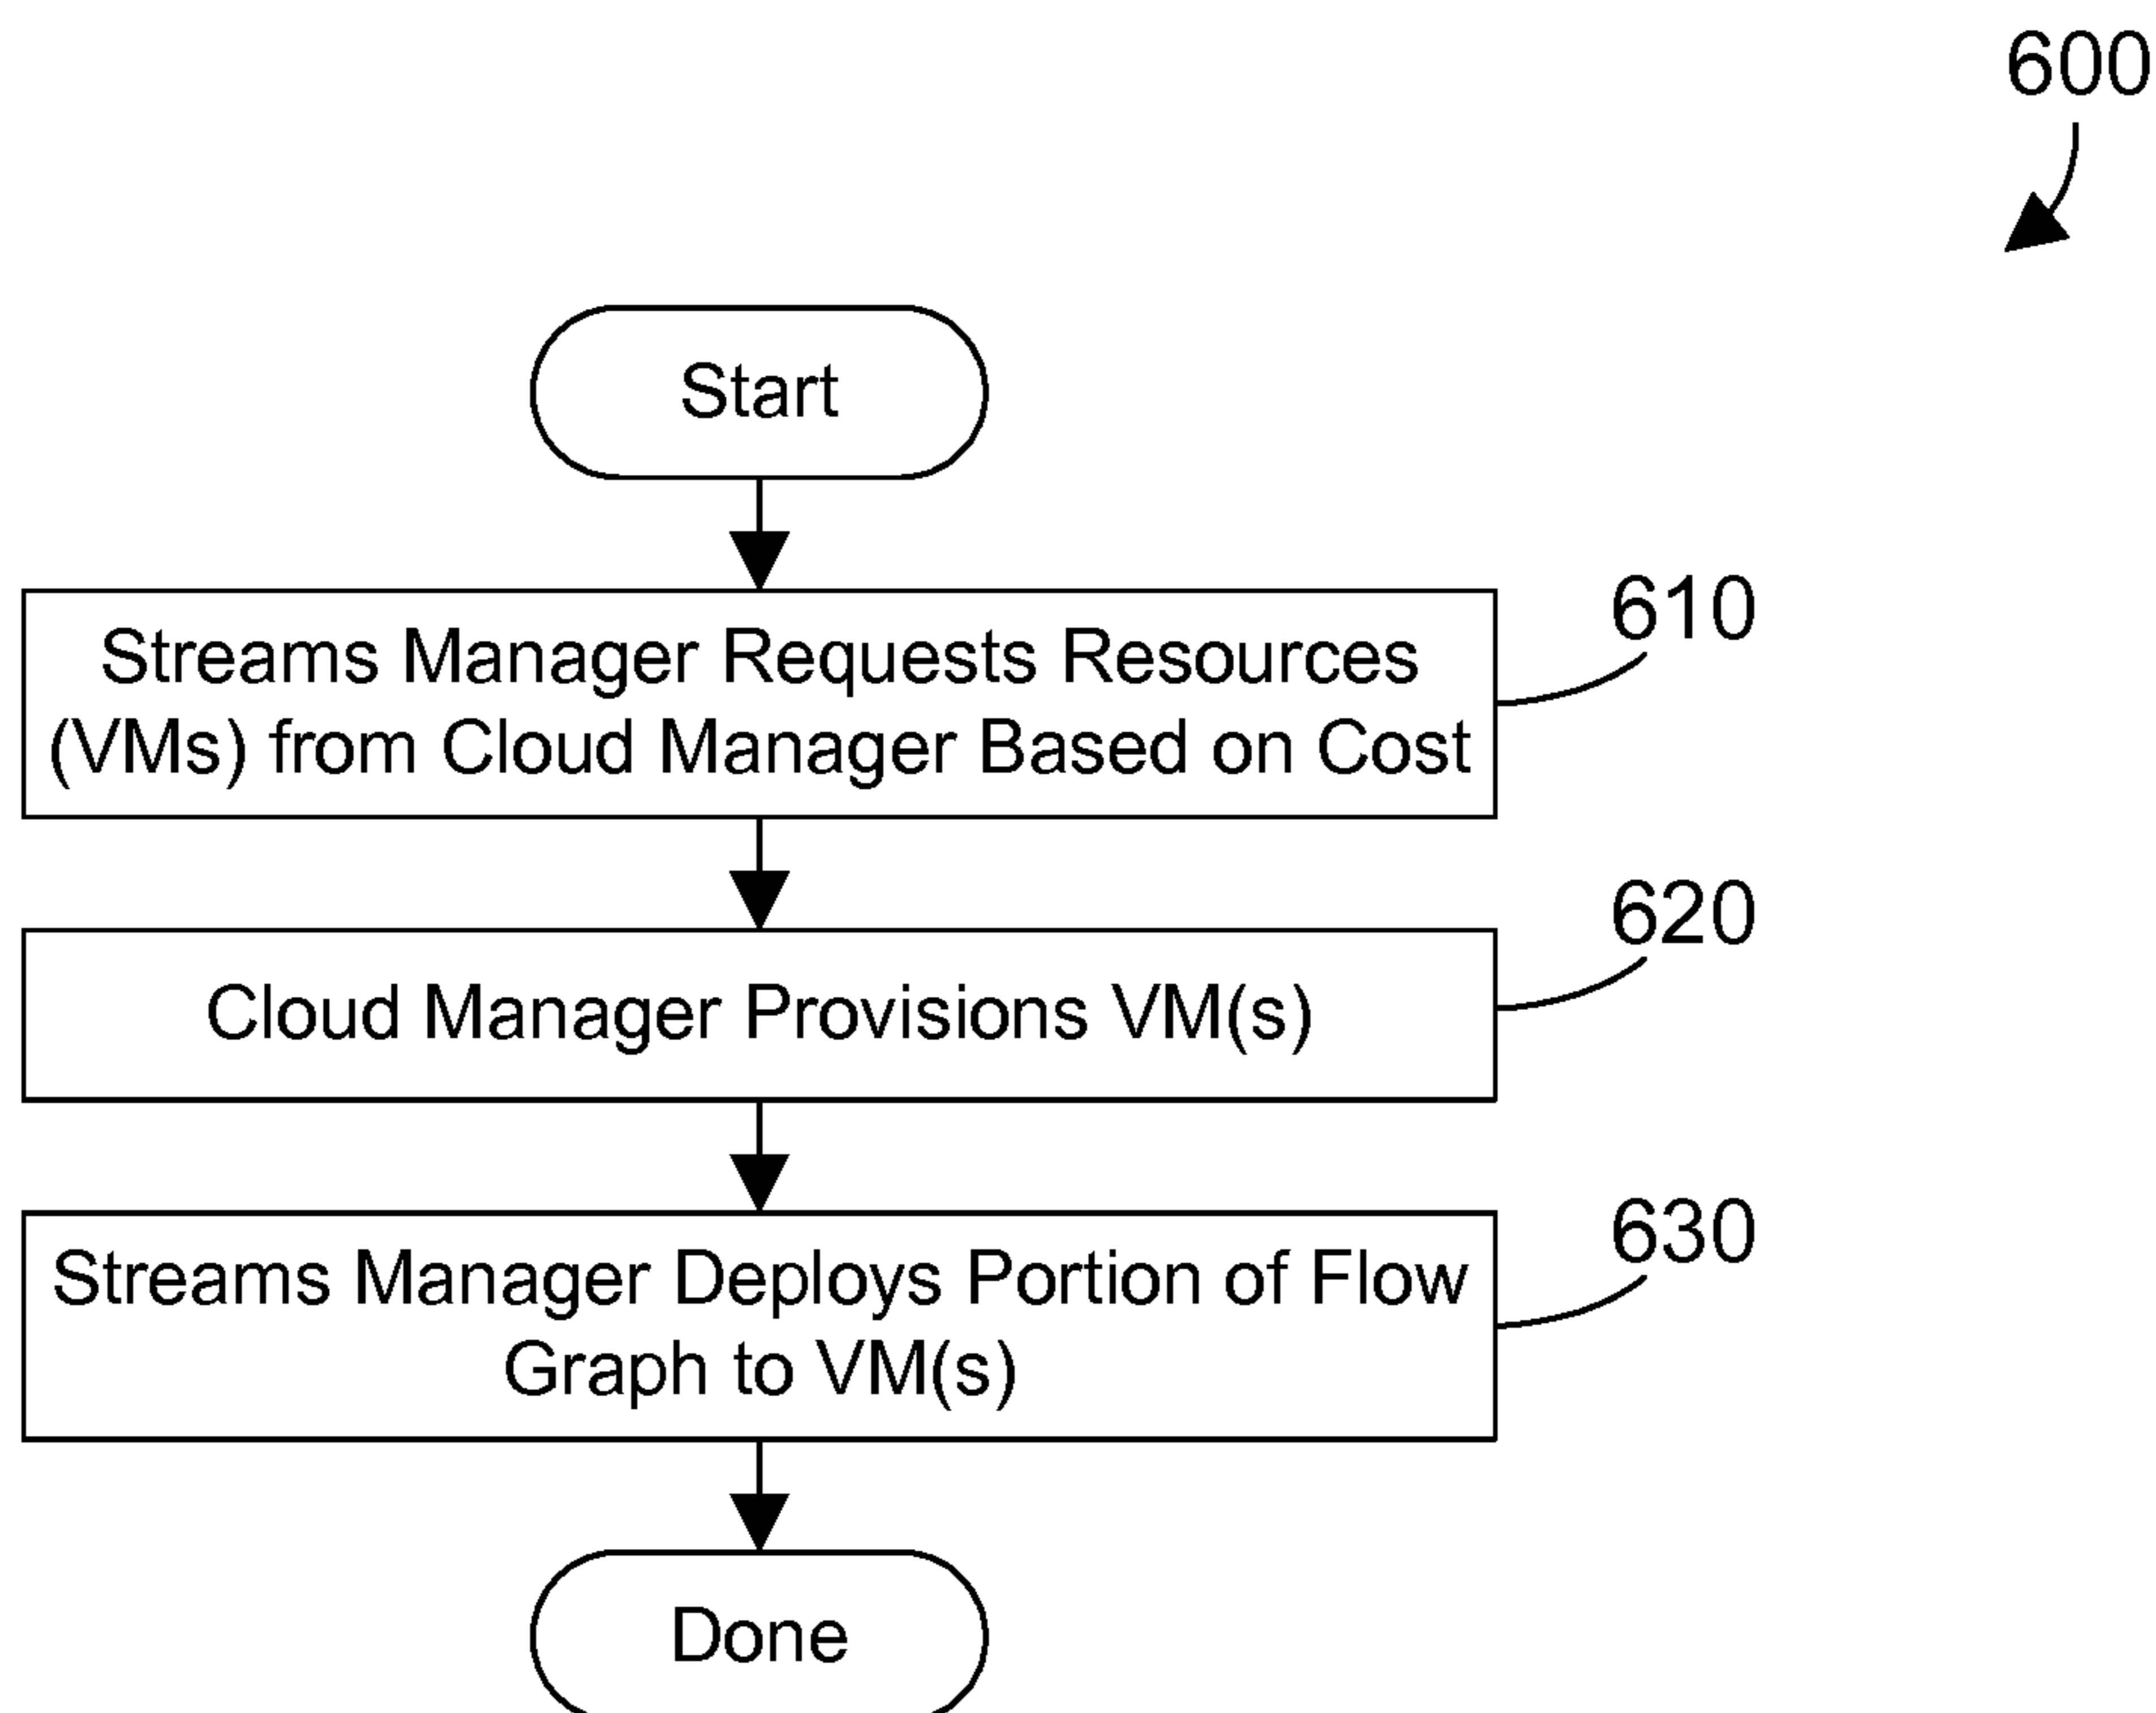 600
Start
Streams Manager Requests Resources
(VMs) from Cloud Manager Based on Cost
610
Cloud Manager Provisions VM(s)
620
Streams Manager Deploys Portion of Flow
Graph to VM(s)
630
Done